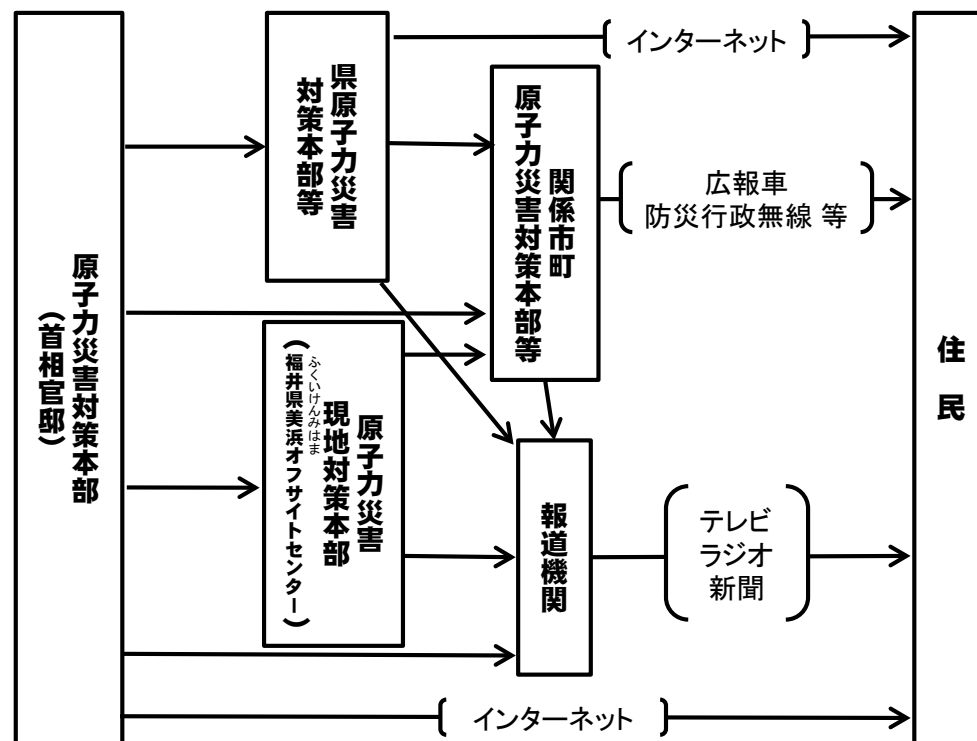 原子力災害対策本部
（首相官邸）
県原子力災害
対策本部等
インターネット
関係市町
原子力災害対策本部等
広報車
防災行政無線 等
原子力災害
現地対策本部
（福井県美浜オフサイトセンター）
ふくいけんみはま
報道機関
テレビ
ラジオ
新聞
インターネット
住民